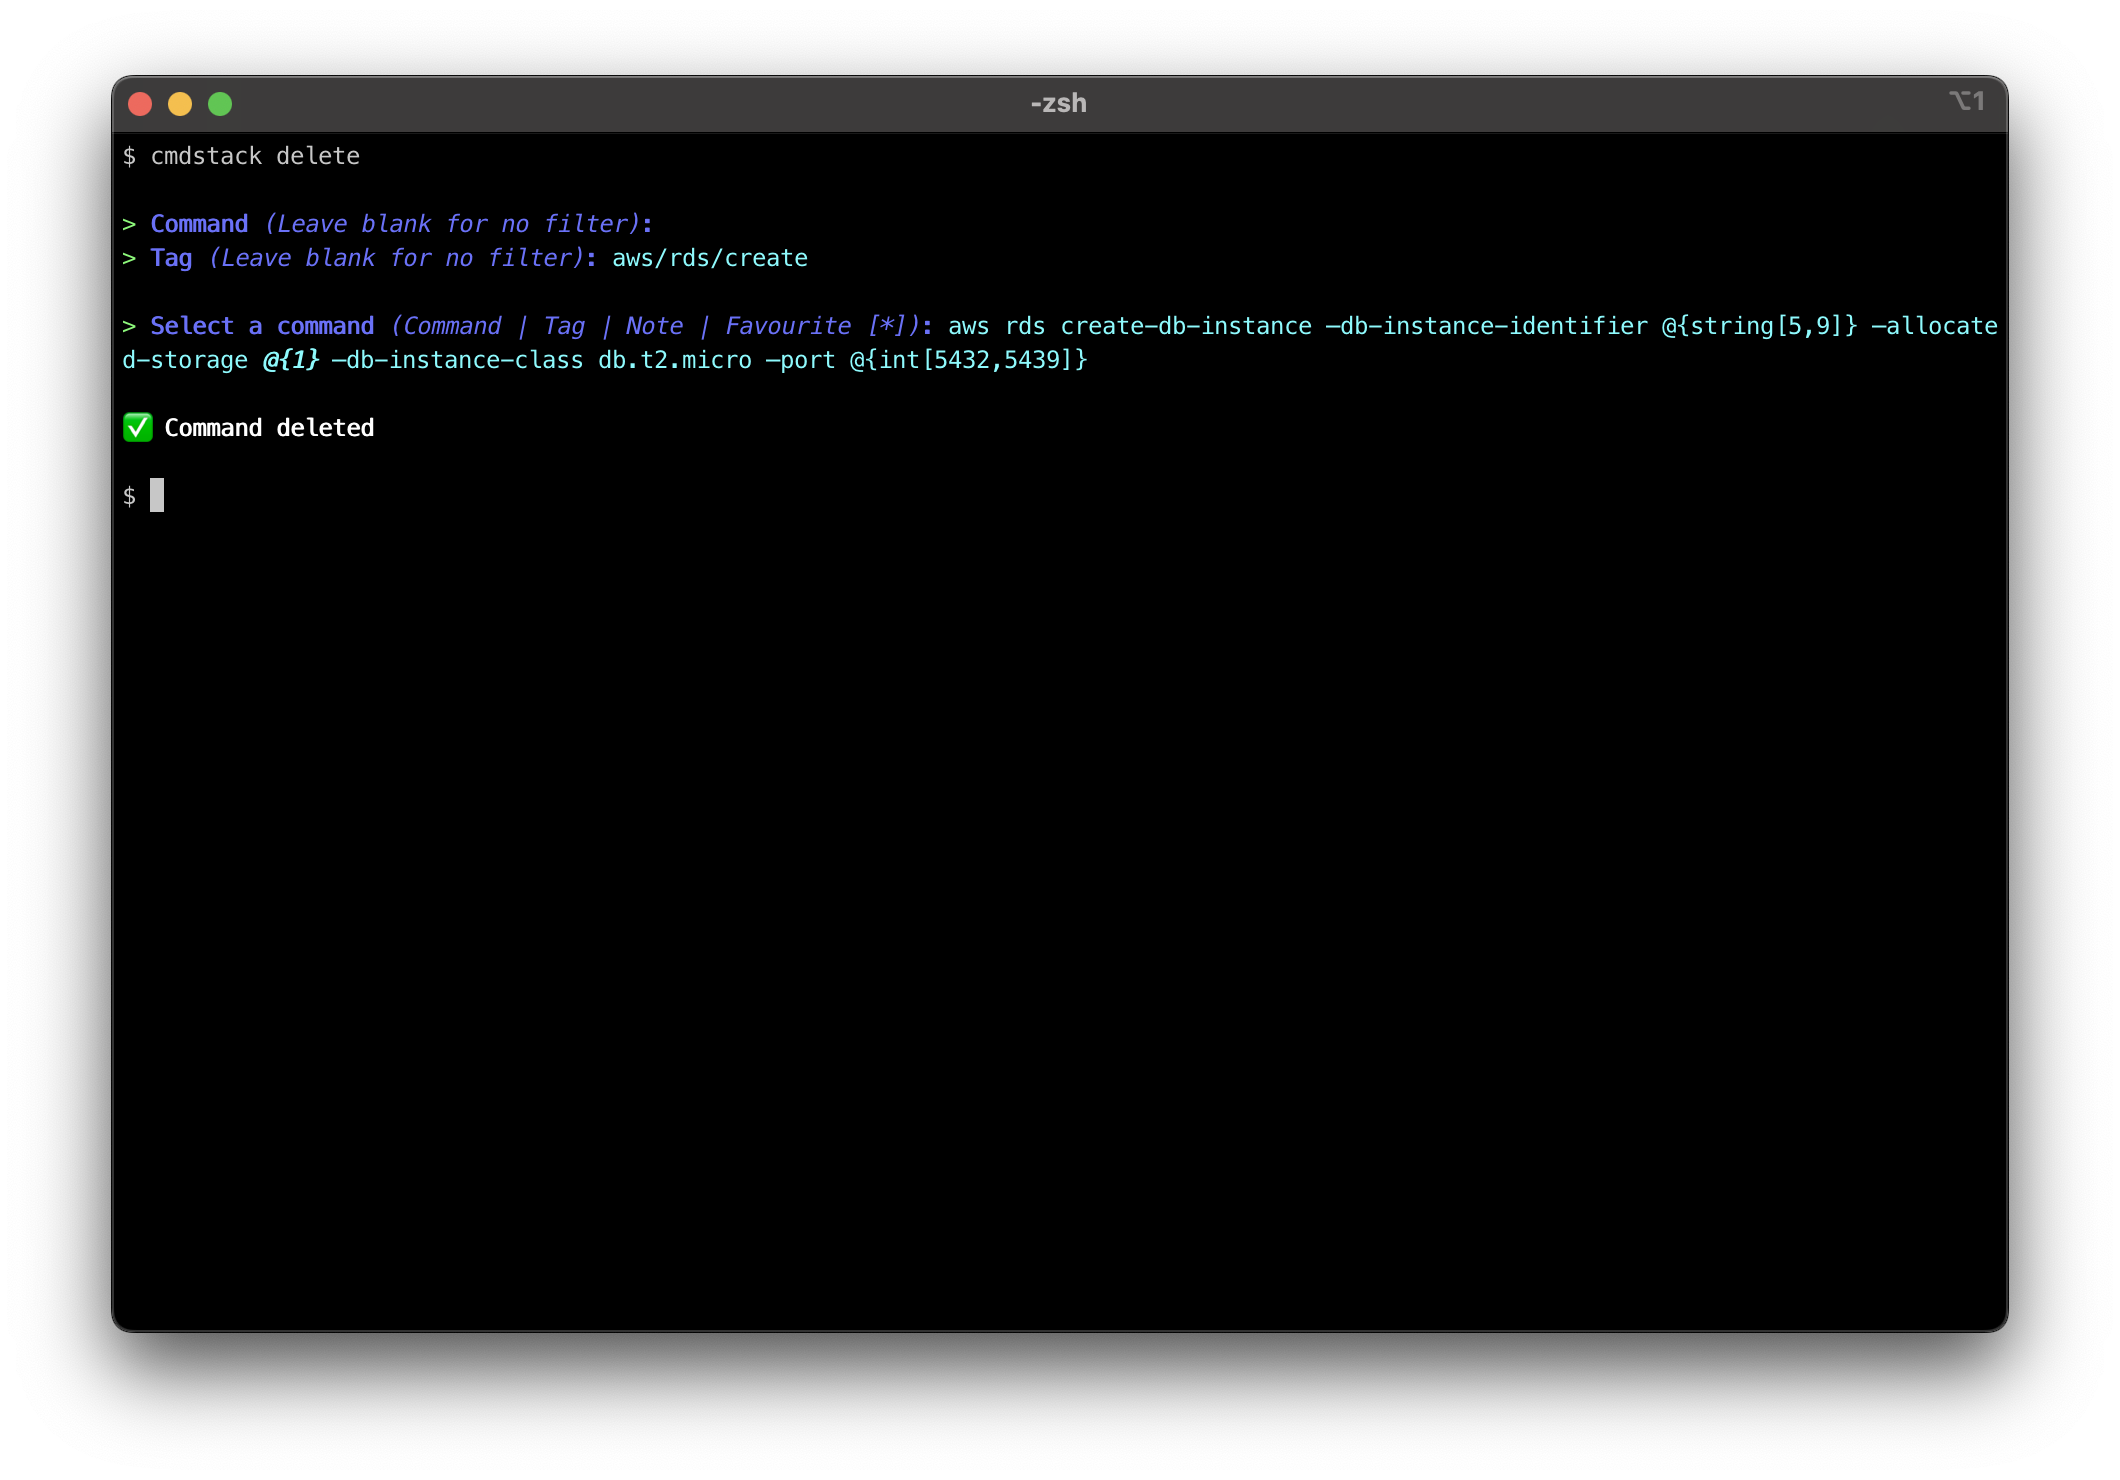 -zsh
⌥1
$ cmdstack delete
> Command (Leave blank for no filter):
> Tag (Leave blank for no filter): aws/rds/create
> Select a command (Command | Tag | Note | Favourite [*]): aws rds create-db-instance —db-instance-identifier @{string[5,9]} —allocate
d-storage @{1} —db-instance-class db.t2.micro —port @{int[5432,5439]}
✅ Command deleted
$